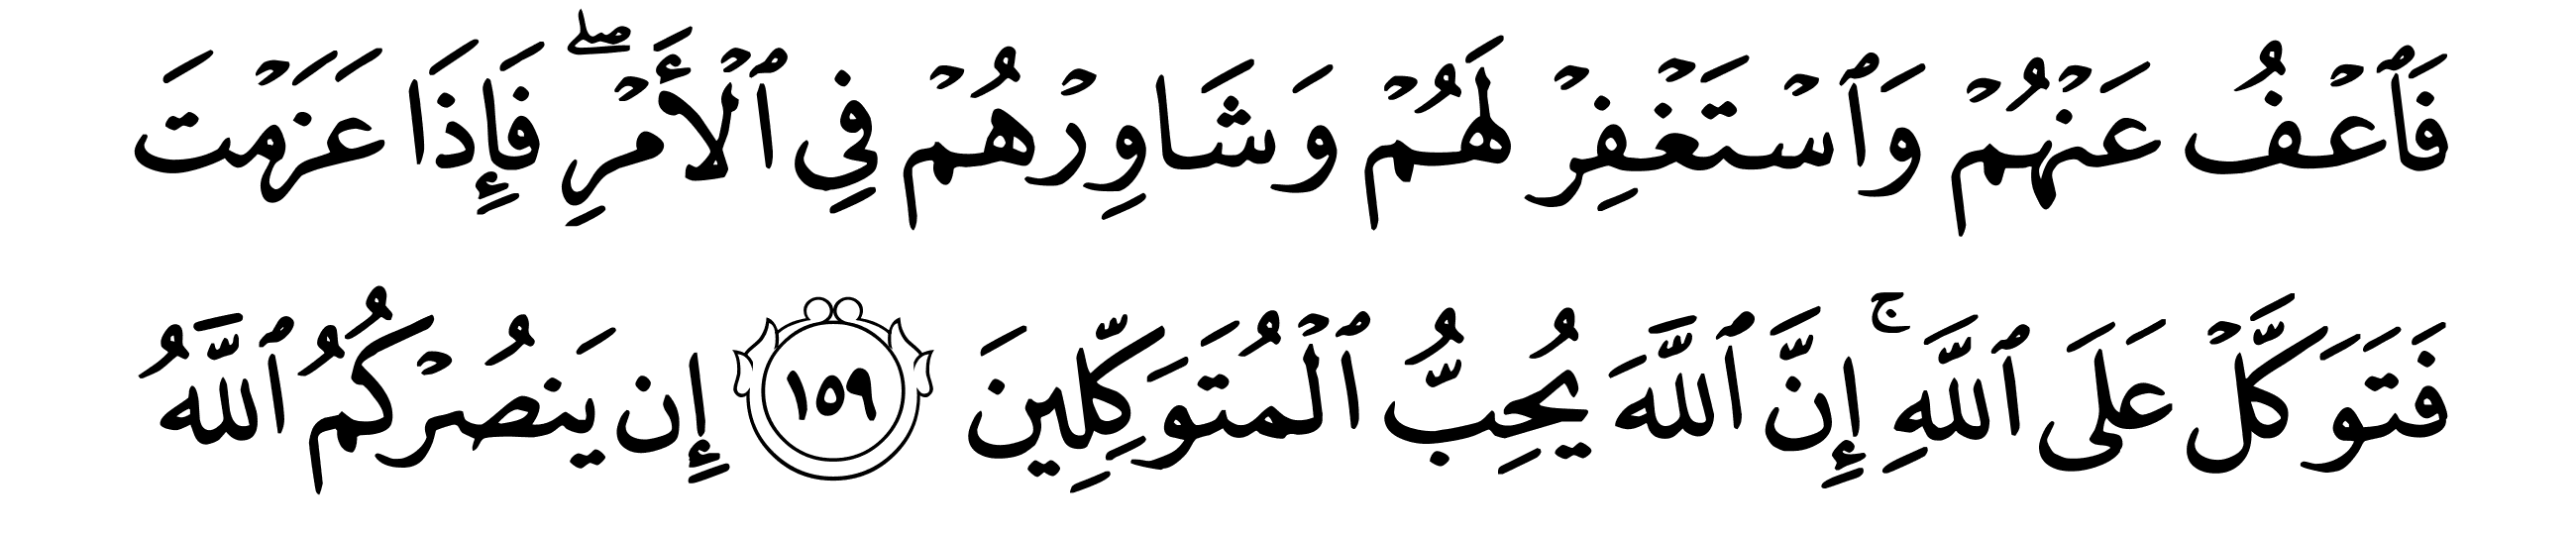 فَٱعۡفُ عَنۡهُمۡ وَٱسۡتَغۡفِرۡ لَهُمۡ وَشَاوِرۡهُمۡ فِي ٱلۡأَمۡرِۖ فَإِذَا عَزَمۡتَ
فَتَوَكَّلۡ عَلَى ٱللَّهِۚ إِنَّ ٱللَّهَ يُحِبُّ ٱلۡمُتَوَكِّلِينَ ١٥٩ إِن يَنصُرۡكُمُ ٱللَّهُ